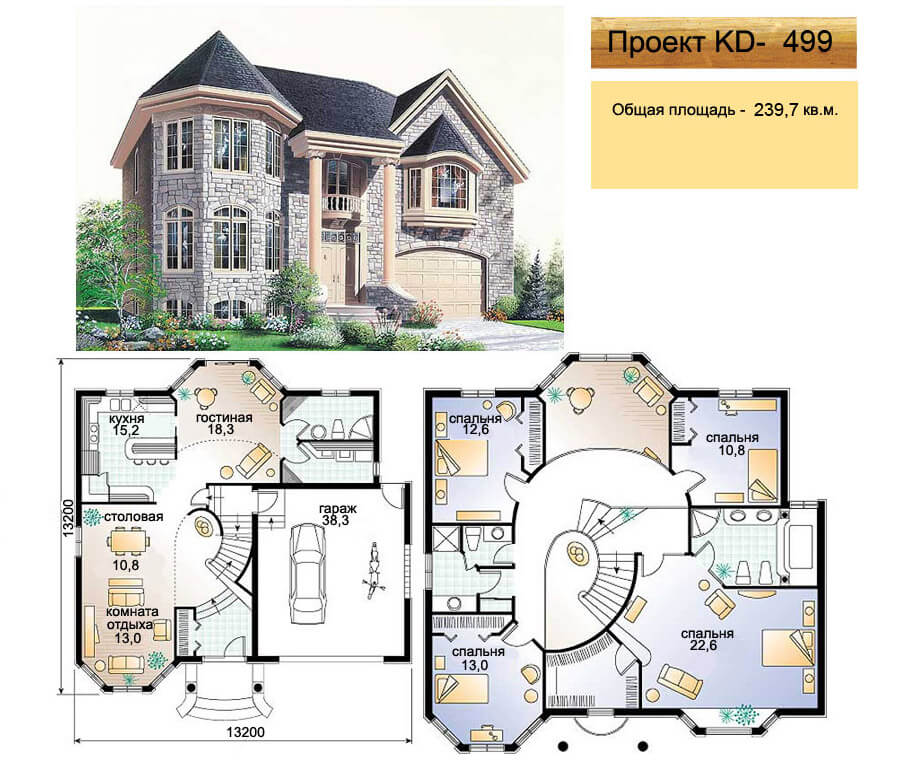 Проект KD- 499
Общая площадь - 239,7 кв.м.
кухня
15,2
гостиная
18,3
столовая
10,8
комната
отдыха
13,0
гараж
38,3
13200
13200
спальня
12,6
спальня
10,8
спальня
13,0
спальня
22,6